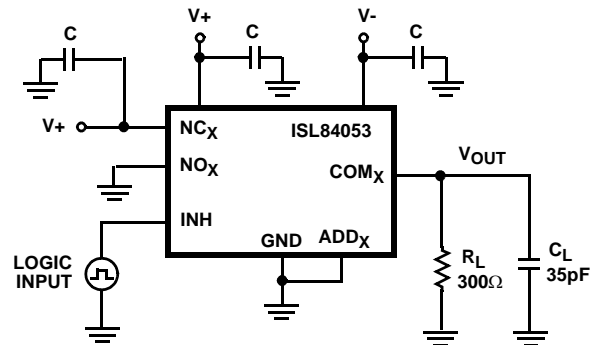 V+
V-
C
C
C
V+
NCX
ISL84053
NOX
COMX
VOUT
INH
GND
ADDX
LOGIC
INPUT
RL
300Ω
CL
35pF